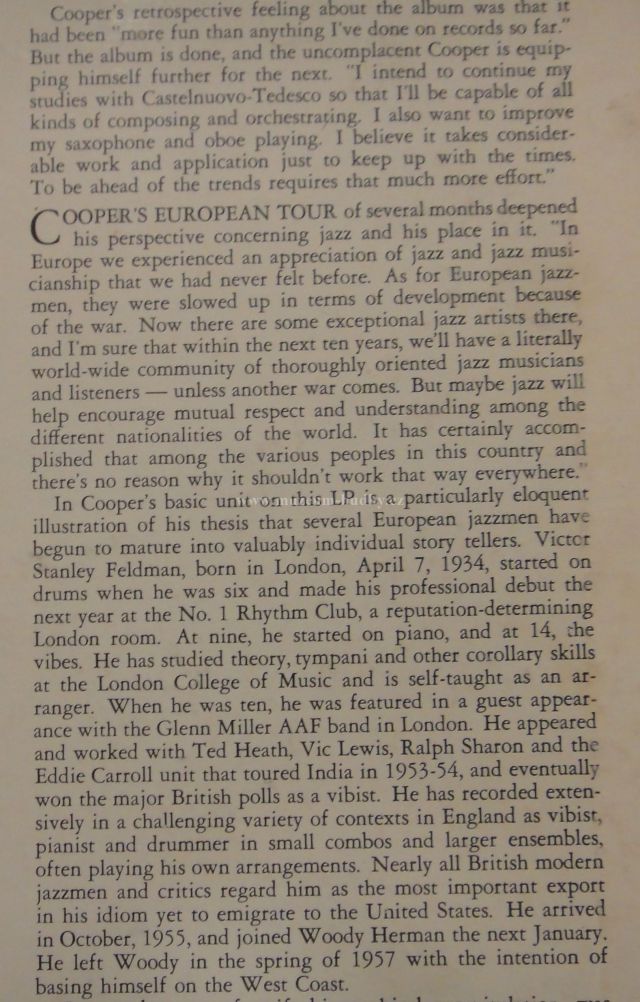 Cooper's retrospective feeling about the album was that it
had been "more fun than anything I've done on records so far."
But the album is done, and the uncomplacent Cooper is equip-
ping himself further for the next. "I intend to continue my
studies with Castelnuovo-Tedesco so that I'll be capable of all
kinds of composing and orchestrating. I also want to improve
my saxophone and oboe playing. I believe it takes consider-
able work and application just to keep up with the times.
To be ahead of the trends requires that much more effort."
COOPER'S EUROPEAN TOUR of several months deepened
his perspective concerning jazz and his place in it. "In
Europe we experienced an appreciation of jazz and jazz musi-
cianship that we had never felt before. As for European jazz-
men, they were slowed up in terms of development because
of the war. Now there are some exceptional jazz artists there,
and I'm sure that within the next ten years, we'll have a literally
world-wide community of thoroughly oriented jazz musicians
and listeners — unless another war comes. But maybe jazz will
help encourage mutual respect and understanding among the
different nationalities of the world. It has certainly accom-
plished that among the various peoples in this country and
there's no reason why it shouldn't work that way everywhere."
In Cooper's basic unit on this LP is a particularly eloquent
illustration of his thesis that several European jazzmen have
begun to mature into valuably individual story tellers. Victor
Stanley Feldman, born in London, April 7, 1934, started on
drums when he was six and made his professional debut the
next year at the No. 1 Rhythm Club, a reputation-determining
London room. At nine, he started on piano, and at 14, the
vibes. He has studied theory, tympani and other corollary skills
at the London College of Music and is self-taught as an ar-
ranger. When he was ten, he was featured in a guest appear-
ance with the Glenn Miller AAF band in London. He appeared
and worked with Ted Heath, Vic Lewis, Ralph Sharon and the
Eddie Carroll unit that toured India in 1953-54, and eventually
won the major British polls as a vibist. He has recorded exten-
sively in a challenging variety of contexts in England as vibist,
pianist and drummer in small combos and larger ensembles,
often playing his own arrangements. Nearly all British modern
jazzmen and critics regard him as the most important export
in his idiom yet to emigrate to the United States. He arrived
in October, 1955, and joined Woody Herman the next January.
He left Woody in the spring of 1957 with the intention of
basing himself on the West Coast.